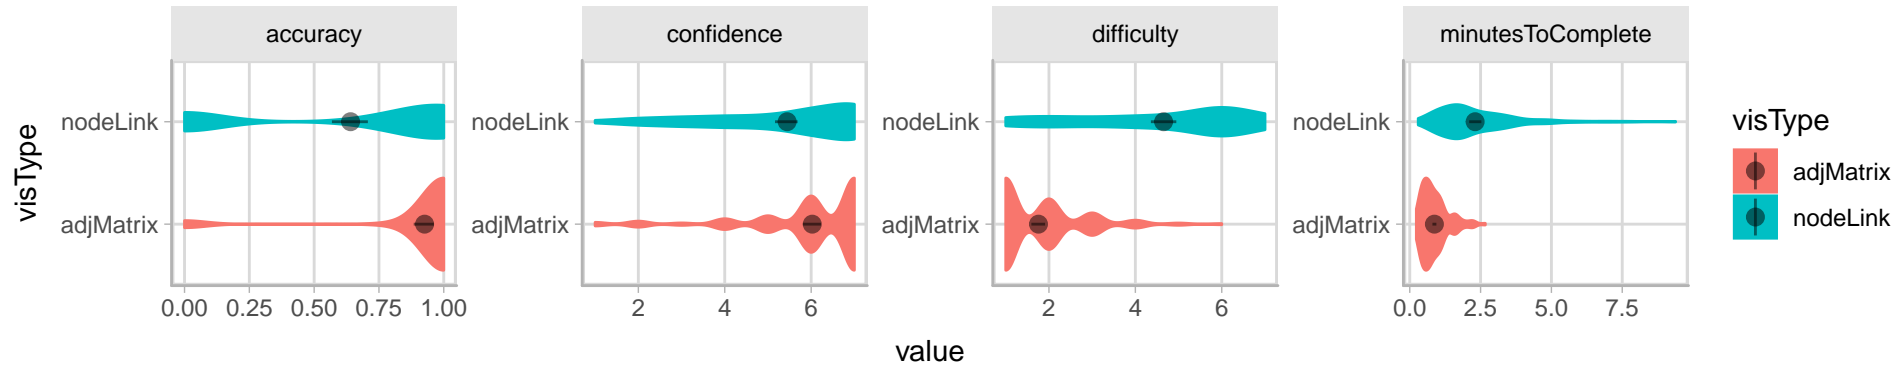 accuracy
confidence
difficulty
minutesToComplete
visType
nodeLink
adjMatrix
0.00 0.25 0.50 0.75 1.00
nodeLink
adjMatrix
2 4 6
nodeLink
adjMatrix
2 4 6
nodeLink
adjMatrix
0.0 2.5 5.0 7.5
value
visType
adjMatrix
nodeLink